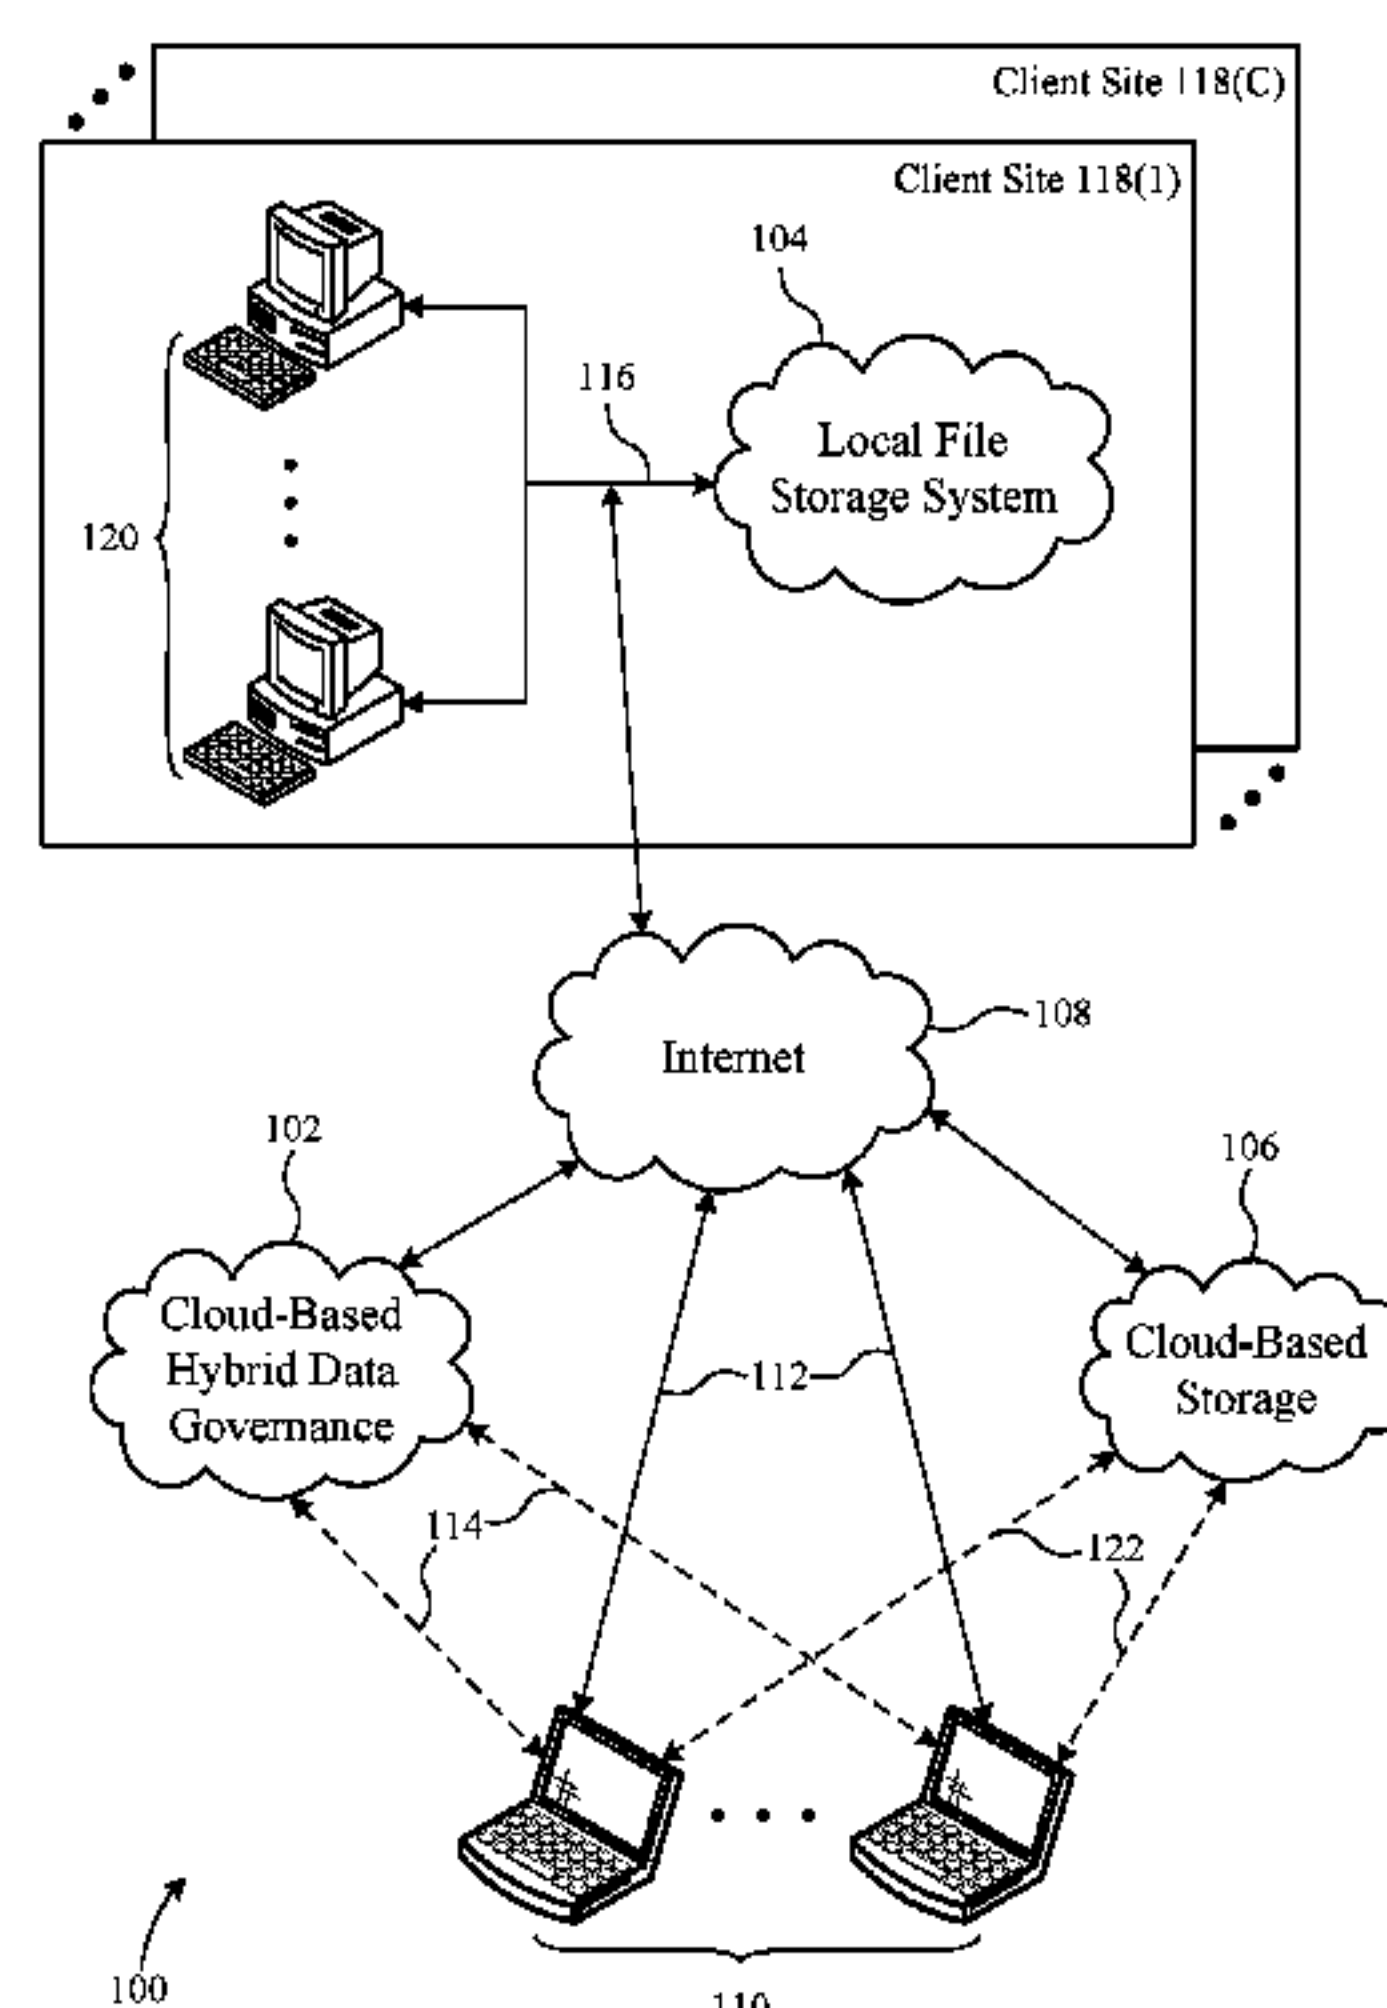 Client Site 118(C)
Client Site 118(1)
104
116
Local File
Storage System
120
108
Internet
102
106
Cloud-Based
Hybrid Data
Governance
Cloud-Based
Storage
112
114
122
100
110